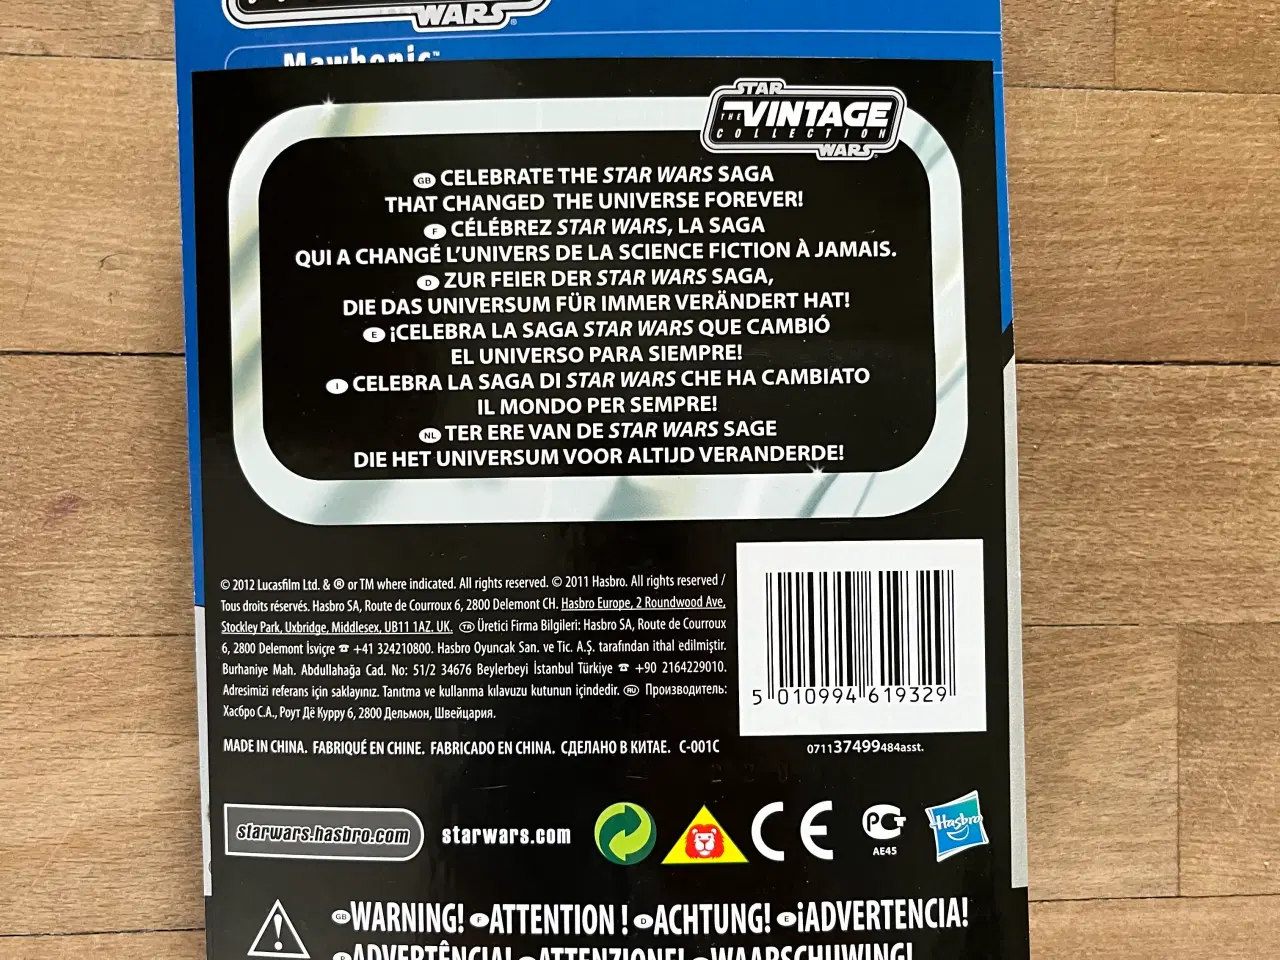 WARS®
Mawhonic™
STAR
THE VINTAGE
COLLECTION
WARS®
GB CELEBRATE THE STAR WARS SAGA
THAT CHANGED THE UNIVERSE FOREVER!
F CÉLÉBREZ STAR WARS, LA SAGA
QUI A CHANGÉ L'UNIVERS DE LA SCIENCE FICTION À JAMAIS.
D ZUR FEIER DER STAR WARS SAGA,
DIE DAS UNIVERSUM FÜR IMMER VERÄNDERT HAT!
E ¡CELEBRA LA SAGA STAR WARS QUE CAMBIÓ
EL UNIVERSO PARA SIEMPRE!
I CELEBRA LA SAGA DI STAR WARS CHE HA CAMBIATO
IL MONDO PER SEMPRE!
NL TER ERE VAN DE STAR WARS SAGE
DIE HET UNIVERSUM VOOR ALTIJD VERANDERDE!
© 2012 Lucasfilm Ltd. & ® or TM where indicated. All rights reserved. © 2011 Hasbro. All rights reserved /
Tous droits réservés. Hasbro SA, Route de Courroux 6, 2800 Delemont CH. Hasbro Europe, 2 Roundwood Ave,
Stockley Park, Uxbridge, Middlesex, UB11 1AZ. UK. TR Üretici Firma Bilgileri: Hasbro SA, Route de Courroux
6, 2800 Delemont İsviçre ☎ +41 324210800. Hasbro Oyuncak San. ve Tic. A.Ş. tarafından ithal edilmiştir.
Burhaniye Mah. Abdullahağa Cad. No: 51/2 34676 Beylerbeyi İstanbul Türkiye ☎ +90 2164229010.
Adresimizi referans için saklayınız. Tanıtma ve kullanma kılavuzu kutunun içindedir. RU Производитель:
Хасбро С.А., Роут Дё Курру 6, 2800 Дельмон, Швейцария.
MADE IN CHINA. FABRIQUÉ EN CHINE. FABRICADO EN CHINA. СДЕЛАНО В КИТАЕ. C-001C
5 010994 619329
071137499484asst.
starwars.hasbro.com
starwars.com
CE
РСТ
AE45
Hasbro
GB WARNING! F ATTENTION ! D ACHTUNG! E ¡ADVERTENCIA!
P ADVERTÊNCIA! ATTENZIONE! WAARSCHUWING!